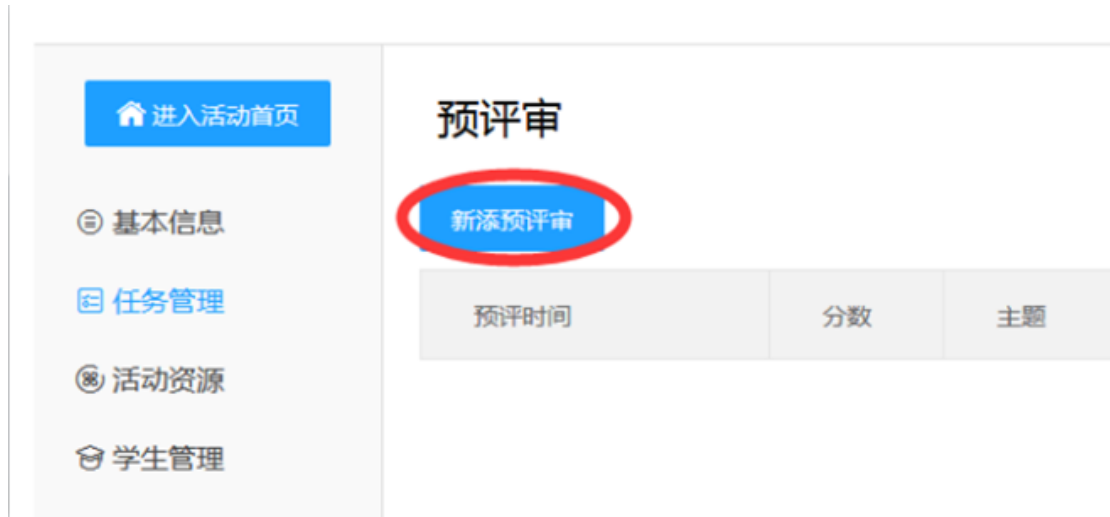 进入活动首页
预评审
基本信息
新添预评审
任务管理
预评时间 分数 主题
活动资源
学生管理